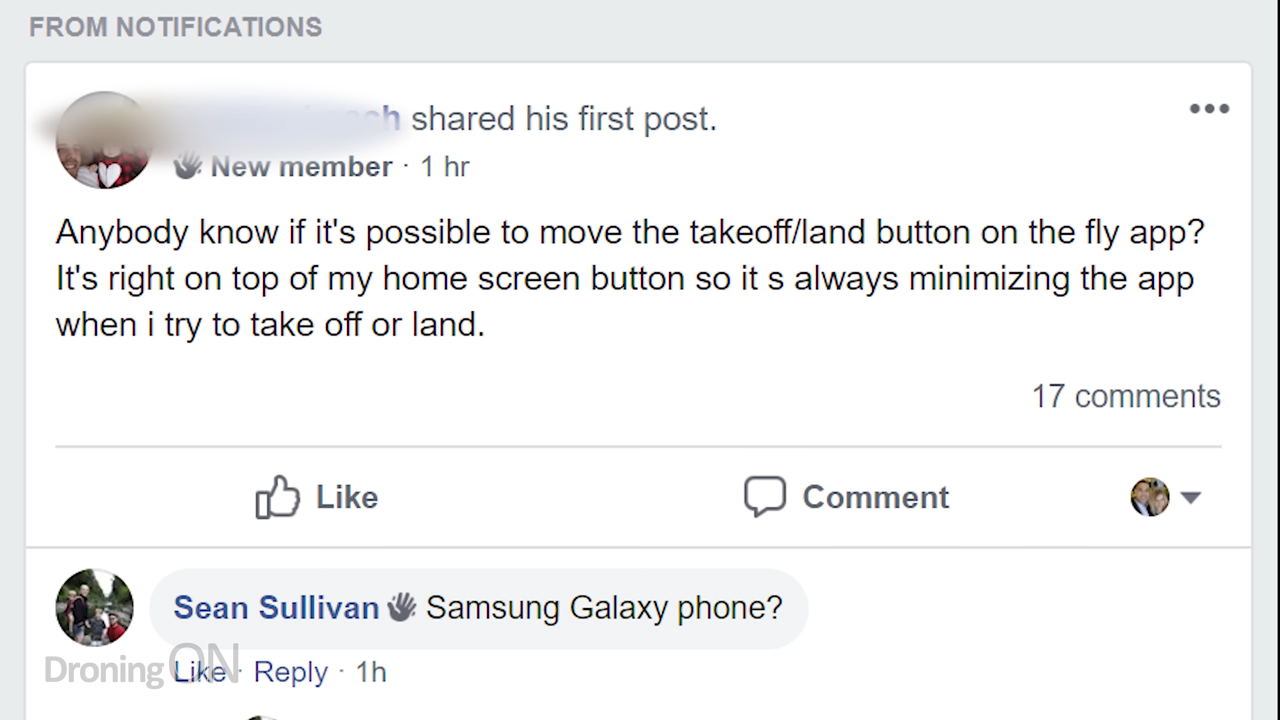 FROM NOTIFICATIONS
shared his first post.
New member · 1 hr
Anybody know if it's possible to move the takeoff/land button on the fly app?
It's right on top of my home screen button so it s always minimizing the app
when i try to take off or land.
17 comments
Like Comment
Sean Sullivan Samsung Galaxy phone?
Like · Reply · 1h
DroningON